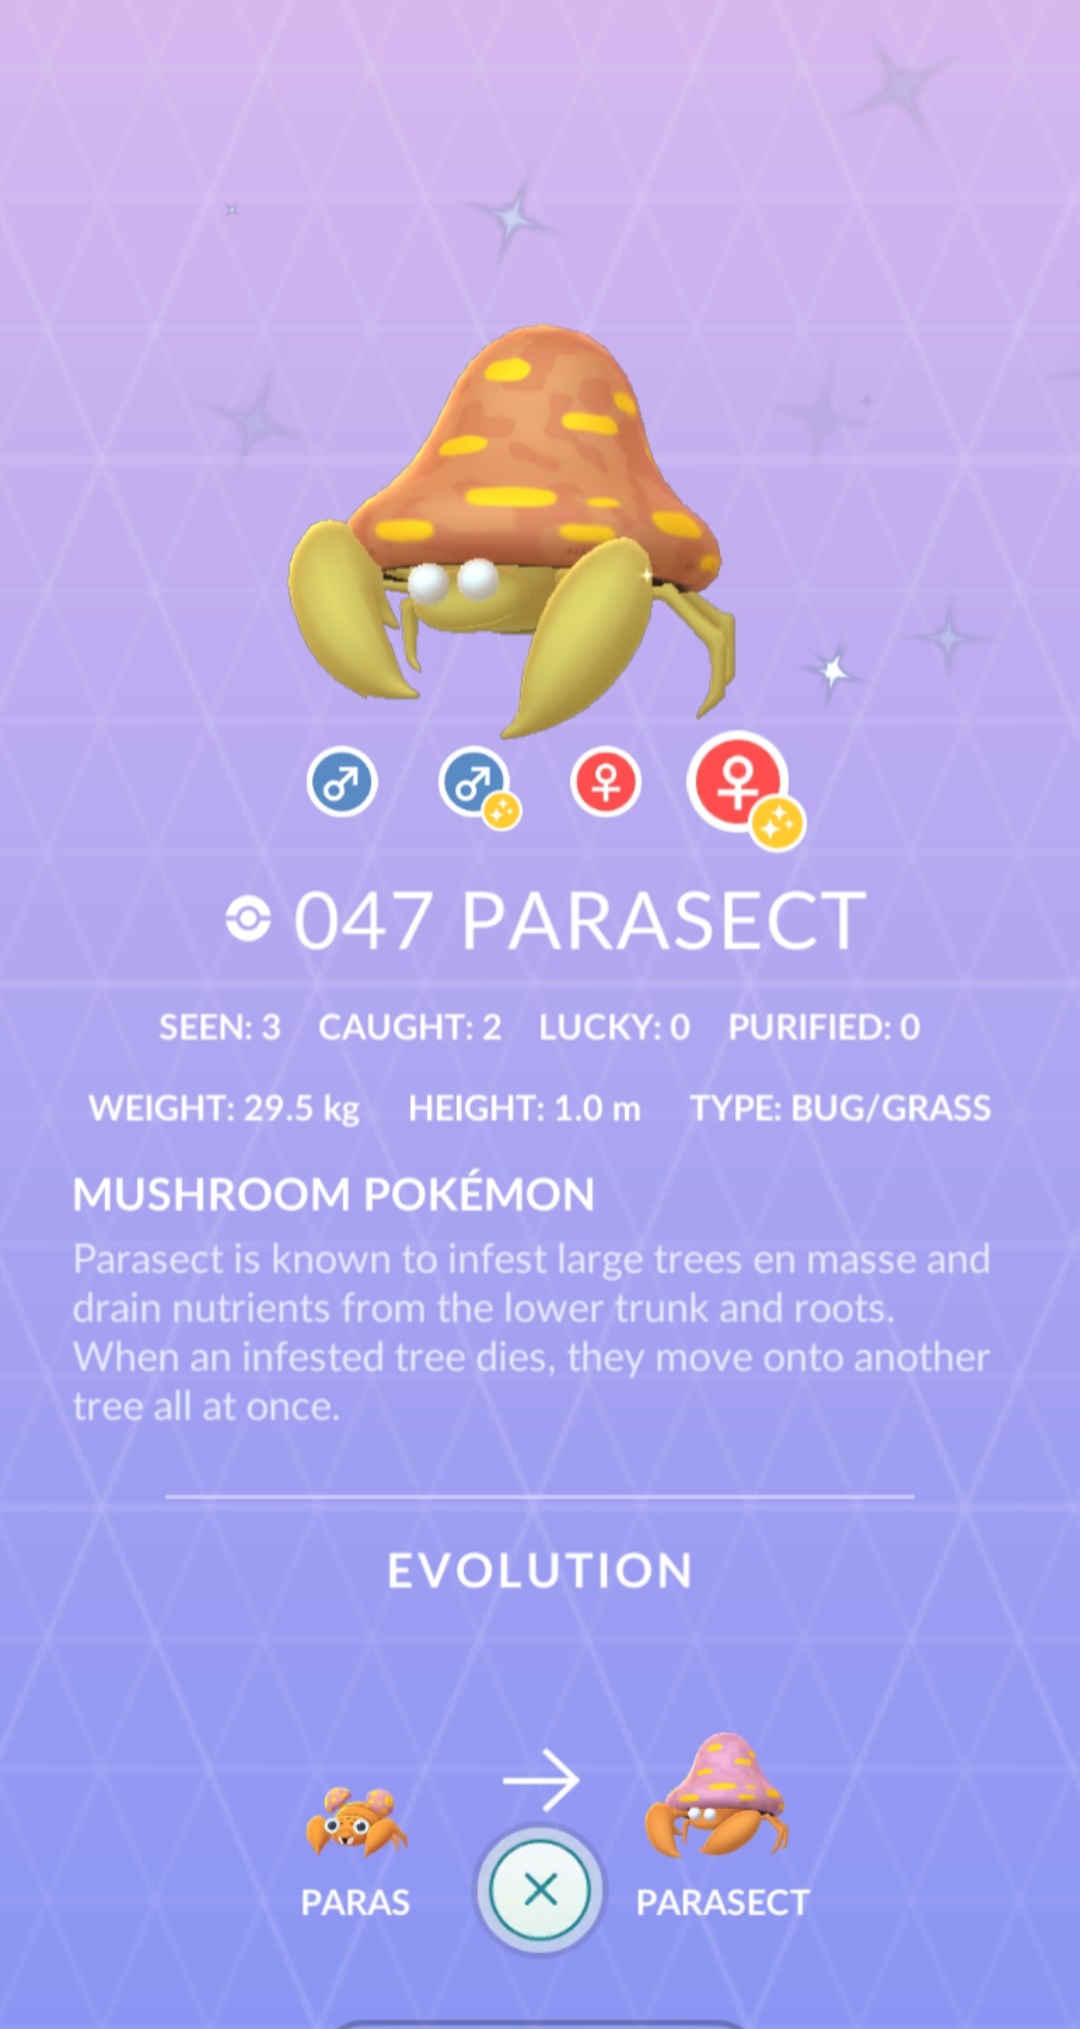 047 PARASECT
SEEN: 3 CAUGHT: 2 LUCKY: 0 PURIFIED: 0
WEIGHT: 29.5 kg HEIGHT: 1.0 m TYPE: BUG/GRASS
MUSHROOM POKÉMON
Parasect is known to infest large trees en masse and
drain nutrients from the lower trunk and roots.
When an infested tree dies, they move onto another
tree all at once.
EVOLUTION
PARAS PARASECT